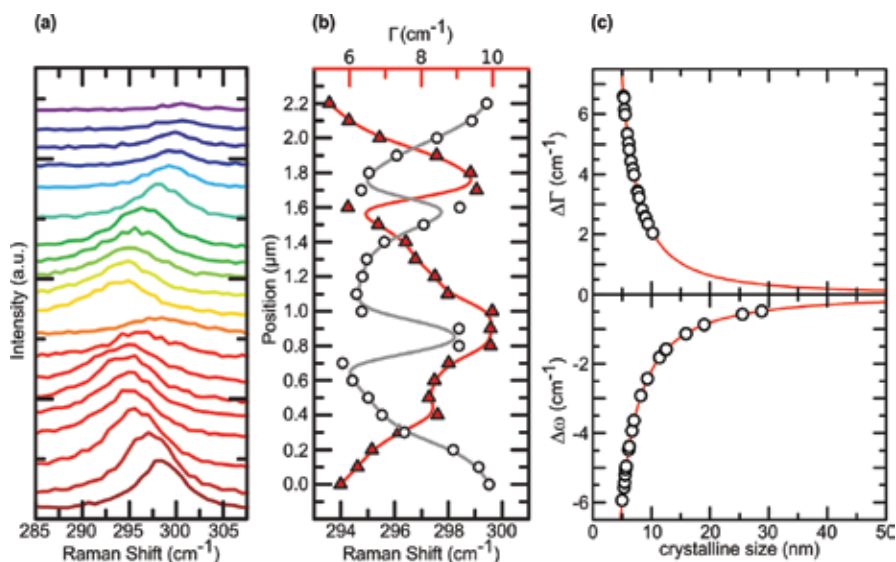 (a)
Intensity (a.u.)
285 290 295 300 305
Raman Shift (cm-1)
(b)
Γ(cm-1)
6 8 10
Position (µm)
2.2
2.0
1.8
1.6
1.4
1.2
1.0
0.8
0.6
0.4
0.2
0.0
294 296 298 300
Raman Shift (cm-1)
(c)
ΔΓ (cm-1)
6
4
2
0
Δω (cm-1)
-2
-4
-6
0 10 20 30 40 50
crystalline size (nm)